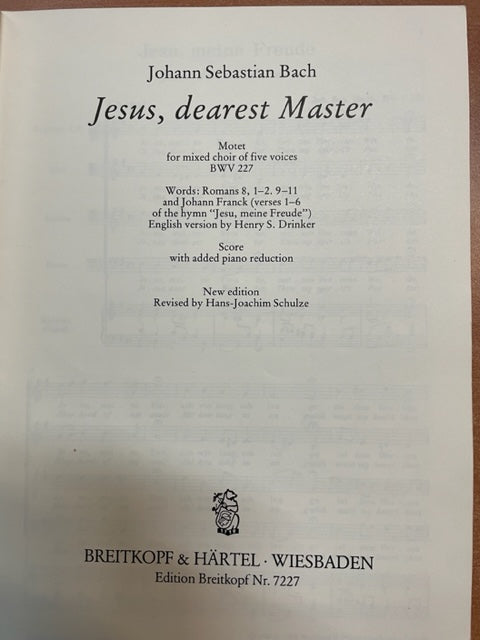 Johann Sebastian Bach
Jesus, dearest Master
Motet
for mixed choir of five voices
BWV 227
Words: Romans 8, 1–2. 9–11
and Johann Franck (verses 1–6
of the hymn “Jesu, meine Freude”)
English version by Henry S. Drinker
Score
with added piano reduction
New edition
Revised by Hans-Joachim Schulze
BREITKOPF & HÄRTEL · WIESBADEN
Edition Breitkopf Nr. 7227